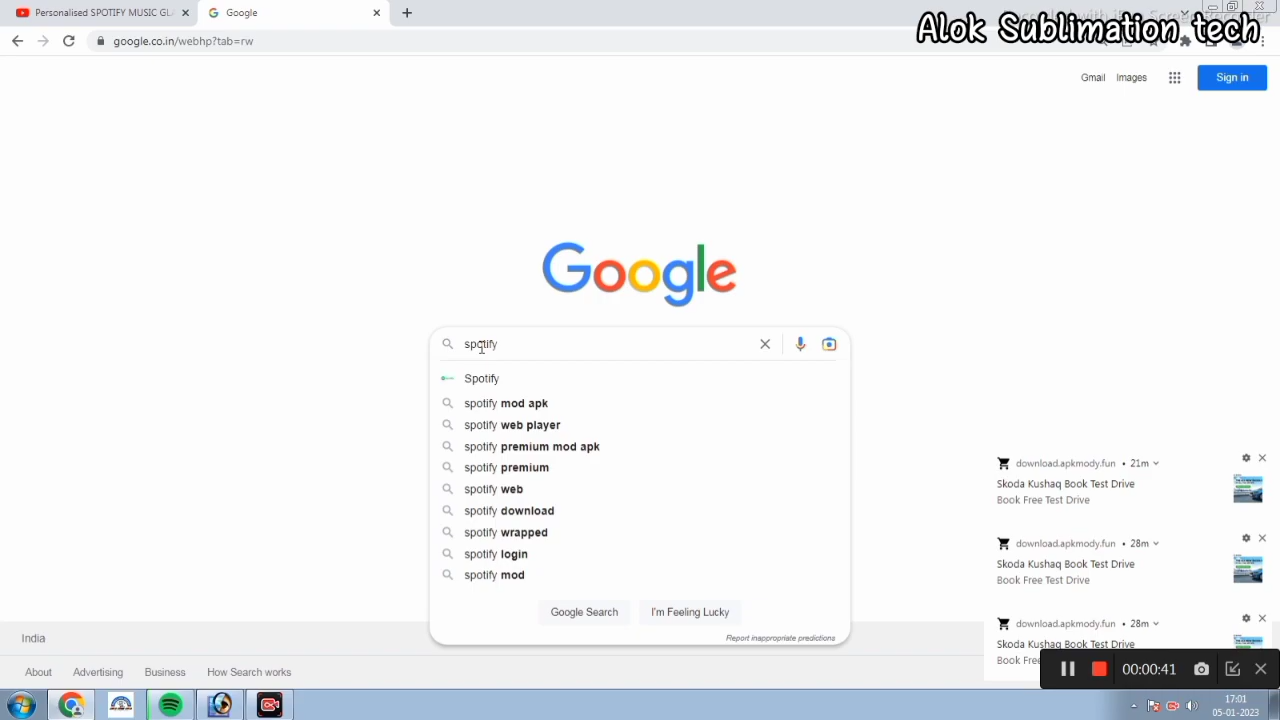 Personalised SPOTIFY MUSIC GLA
Google
Alok Sublimation tech
google.co.in/webhp?tab=rw
Gmail Images Sign in
Google
spotify
Spotify
spotify mod apk
spotify web player
spotify premium mod apk
spotify premium
spotify web
spotify download
spotify wrapped
spotify login
spotify mod
Google Search I'm Feeling Lucky
Report inappropriate predictions
download.apkmody.fun • 21m
Skoda Kushaq Book Test Drive
Book Free Test Drive
download.apkmody.fun • 28m
Skoda Kushaq Book Test Drive
Book Free Test Drive
download.apkmody.fun • 28m
Skoda Kushaq Book Test Drive
Book Free
00:00:41
India
About Advertising Business How Search works
17:01
05-01-2023